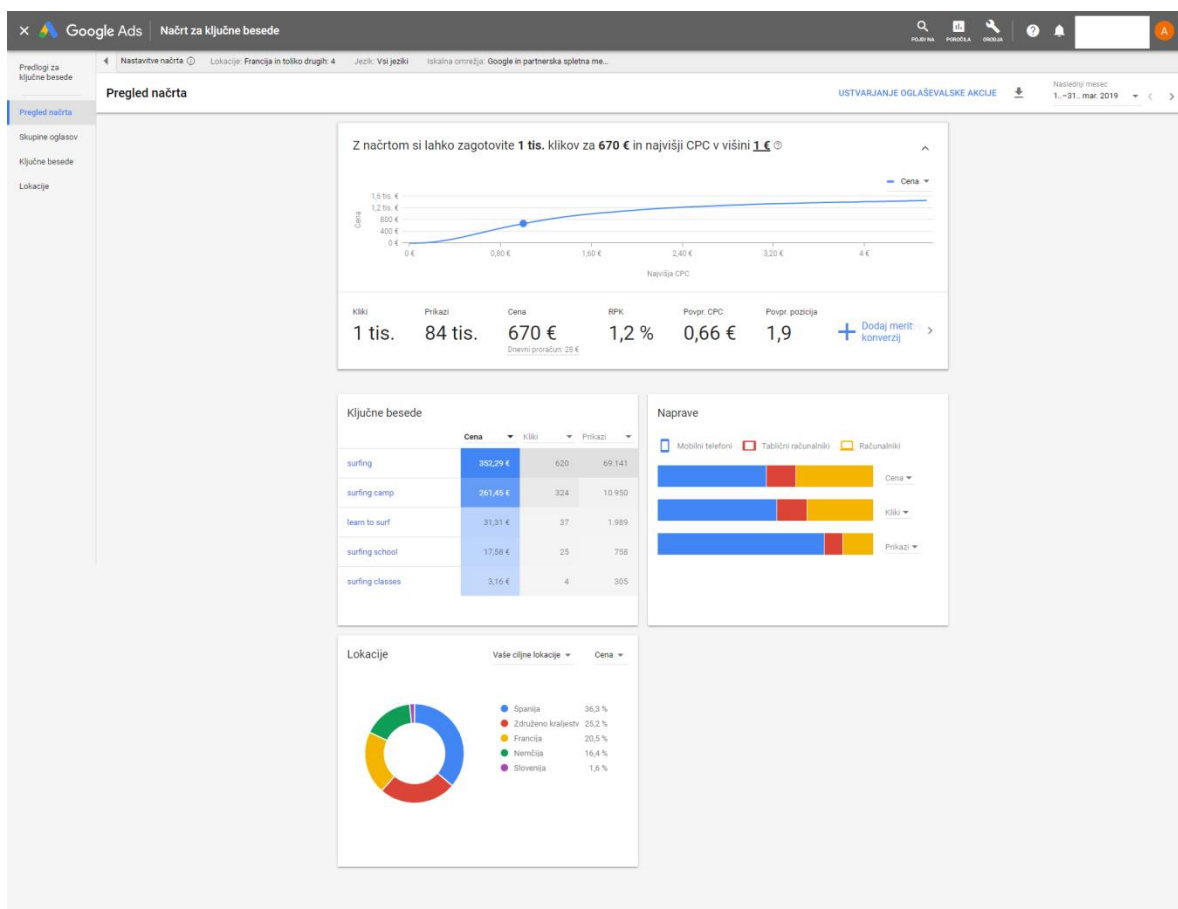 Google Ads
Načrt za ključne besede
POJDI NA
POROČILA
ORODJA
A
Predlogi za
ključne besede
Pregled načrta
Skupine oglasov
Ključne besede
Lokacije
Nastavitve načrta
Lokacije: Francija in toliko drugih: 4
Jezik: Vsi jeziki
Iskalna omrežja: Google in partnerska spletna me...
Pregled načrta
USTVARJANJE OGLAŠEVALSKE AKCIJE
Naslednji mesec
1.–31. mar. 2019
Z načrtom si lahko zagotovite 1 tis. klikov za 670 € in najvišji CPC v višini 1 €
Cena
1,6 tis. €
1,2 tis. €
800 €
400 €
0 €
Cena
0 €
0,80 €
1,60 €
2,40 €
3,20 €
4 €
Najvišja CPC
Kliki
1 tis.
Prikazi
84 tis.
Cena
670 €
Dnevni proračun: 28 €
RPK
1,2 %
Povpr. CPC
0,66 €
Povpr. pozicija
1,9
Dodaj merit
konverzij
Ključne besede
Cena Kliki Prikazi
surfing 352,29 € 620 69.141
surfing camp 261,45 € 324 10.950
learn to surf 31,31 € 37 1.989
surfing school 17,58 € 25 758
surfing classes 3,16 € 4 305
Naprave
Mobilni telefoni Tablični računalniki Računalniki
Cena
Kliki
Prikazi
Lokacije
Vaše ciljne lokacije
Cena
Španija 36,3 %
Združeno kraljestv 25,2 %
Francija 20,5 %
Nemčija 16,4 %
Slovenija 1,6 %